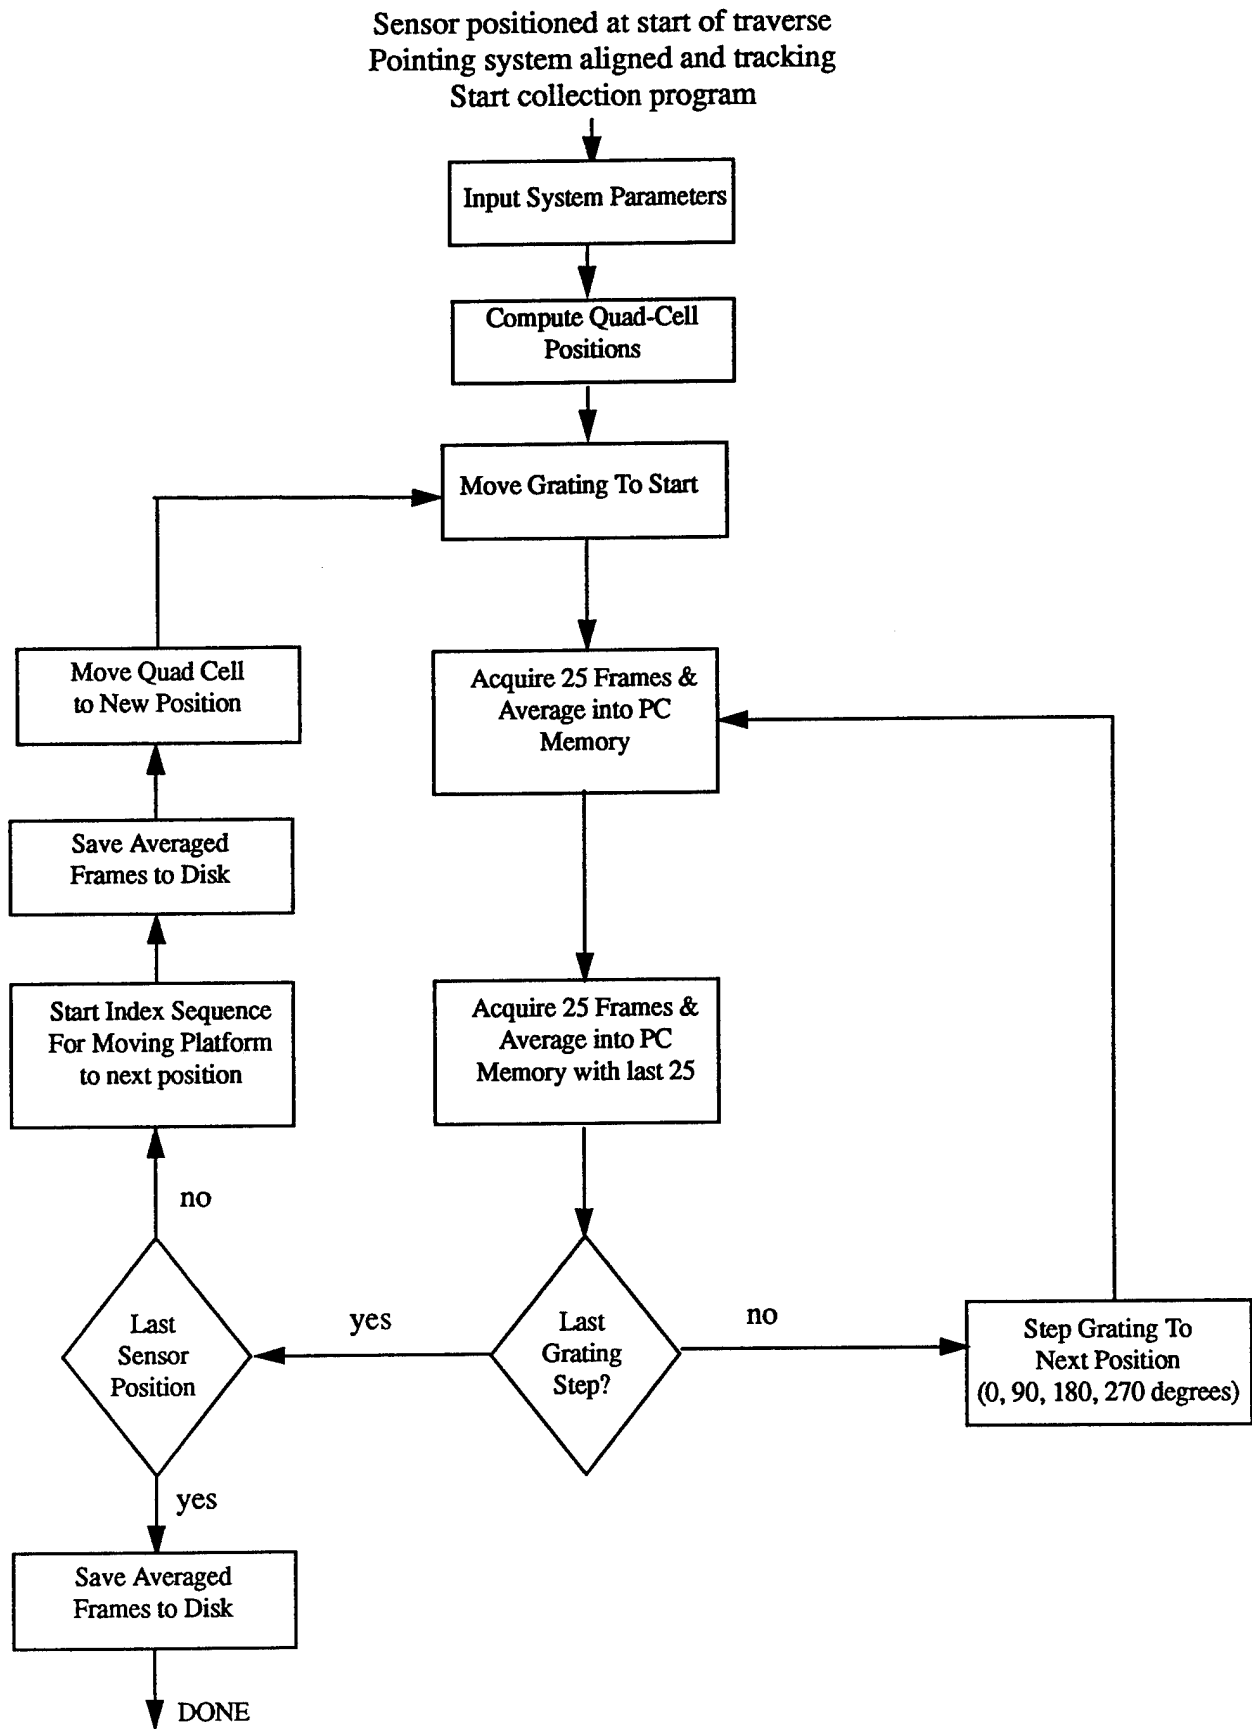 Sensor positioned at start of traverse
Pointing system aligned and tracking
Start collection program
Input System Parameters
Compute Quad-Cell
Positions
Move Grating To Start
Move Quad Cell
to New Position
Acquire 25 Frames &
Average into PC
Memory
Save Averaged
Frames to Disk
Start Index Sequence
For Moving Platform
to next position
Acquire 25 Frames &
Average into PC
Memory with last 25
no
Last
Sensor
Position
yes
Last
Grating
Step?
no
Step Grating To
Next Position
(0, 90, 180, 270 degrees)
yes
Save Averaged
Frames to Disk
DONE